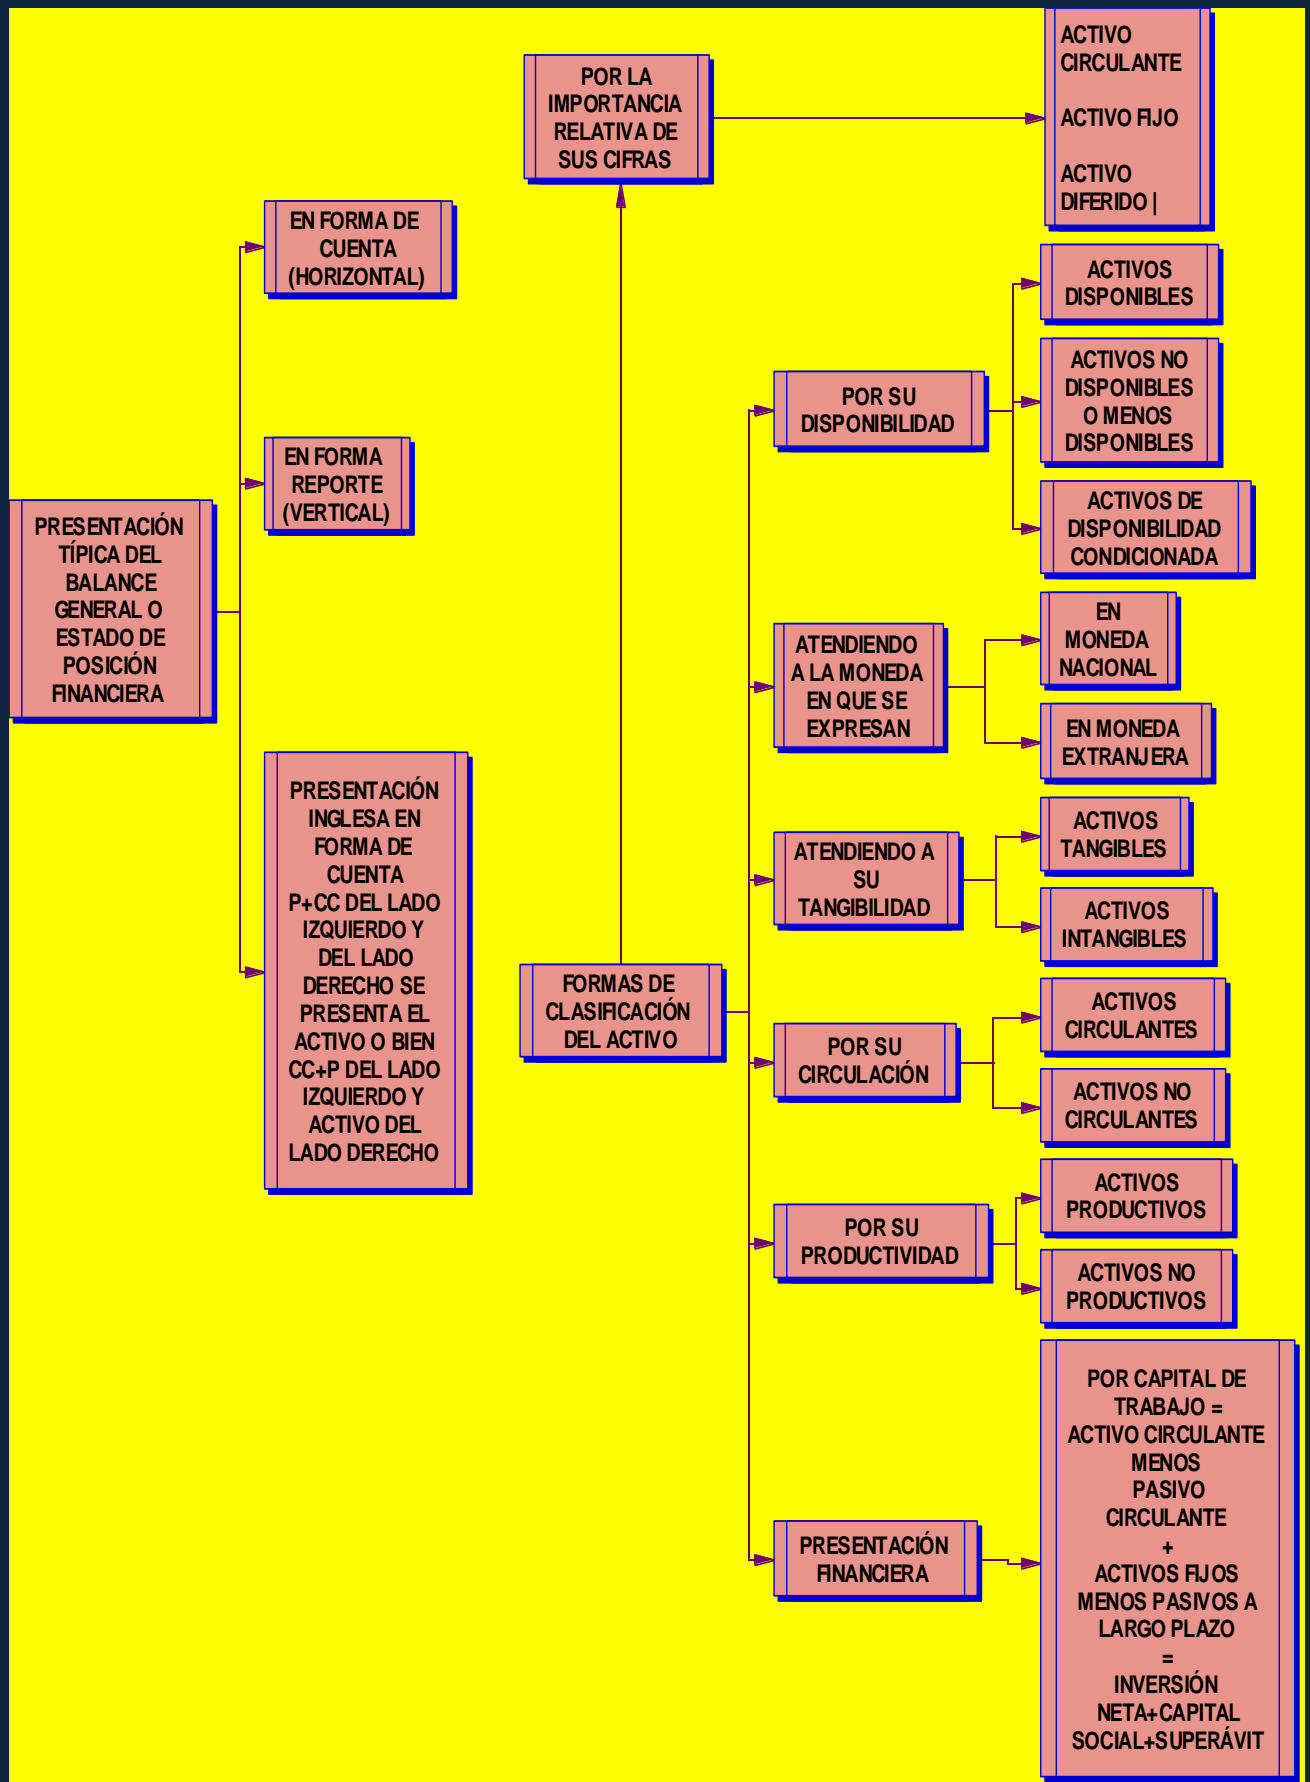 PRESENTACIÓN
TÍPICA DEL
BALANCE
GENERAL O
ESTADO DE
POSICIÓN
FINANCIERA
EN FORMA DE
CUENTA
(HORIZONTAL)
EN FORMA
REPORTE
(VERTICAL)
PRESENTACIÓN
INGLESA EN
FORMA DE
CUENTA
P+CC DEL LADO
IZQUIERDO Y
DEL LADO
DERECHO SE
PRESENTA EL
ACTIVO O BIEN
CC+P DEL LADO
IZQUIERDO Y
ACTIVO DEL
LADO DERECHO
FORMAS DE
CLASIFICACIÓN
DEL ACTIVO
POR LA
IMPORTANCIA
RELATIVA DE
SUS CIFRAS
ACTIVO
CIRCULANTE
ACTIVO FIJO
ACTIVO
DIFERIDO |
POR SU
DISPONIBILIDAD
ACTIVOS
DISPONIBLES
ACTIVOS NO
DISPONIBLES
O MENOS
DISPONIBLES
ACTIVOS DE
DISPONIBILIDAD
CONDICIONADA
ATENDIENDO
A LA MONEDA
EN QUE SE
EXPRESAN
EN
MONEDA
NACIONAL
EN MONEDA
EXTRANJERA
ATENDIENDO A
SU
TANGIBILIDAD
ACTIVOS
TANGIBLES
ACTIVOS
INTANGIBLES
POR SU
CIRCULACIÓN
ACTIVOS
CIRCULANTES
ACTIVOS NO
CIRCULANTES
POR SU
PRODUCTIVIDAD
ACTIVOS
PRODUCTIVOS
ACTIVOS NO
PRODUCTIVOS
PRESENTACIÓN
FINANCIERA
POR CAPITAL DE
TRABAJO =
ACTIVO CIRCULANTE
MENOS
PASIVO
CIRCULANTE
+
ACTIVOS FIJOS
MENOS PASIVOS A
LARGO PLAZO
=
INVERSIÓN
NETA+CAPITAL
SOCIAL+SUPERÁVIT